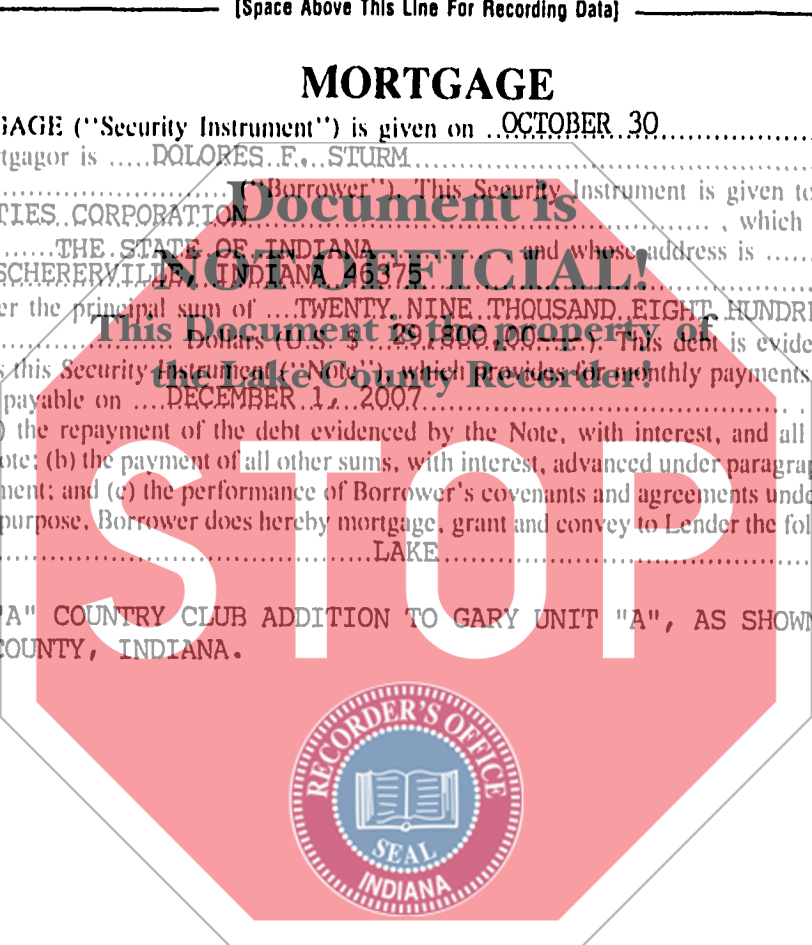 [Space Above This Line For Recording Data]
MORTGAGE
GAGE (''Security Instrument'') is given on ..OCTOBER 30
tgagor is .....DOLORES F. STURM
(''Borrower''). This Security Instrument is given to
TIES CORPORATION , which
THE STATE OF INDIANA and whose address is
SCHERERVILLE, INDIANA 46375
er the principal sum of ....TWENTY NINE THOUSAND EIGHT HUNDR
Dollars (U.S. $ 29,800.00---). This debt is evide
s this Security Instrument (''Note''), which provides for monthly payments
payable on ....DECEMBER 1, 2007
) the repayment of the debt evidenced by the Note, with interest, and all
ote; (b) the payment of all other sums, with interest, advanced under paragrap
ment; and (c) the performance of Borrower's covenants and agreements unde
purpose, Borrower does hereby mortgage, grant and convey to Lender the fol
LAKE
"A" COUNTRY CLUB ADDITION TO GARY UNIT "A", AS SHOWN
COUNTY, INDIANA.
Document is
NOT OFFICIAL!
This Document is the property of
the Lake County Recorder!
STOP
RECORDER'S OFFICE
SEAL
INDIANA